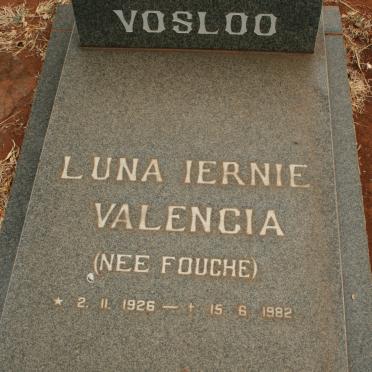 VOSLOO
LUNA IERNIE
VALENCIA
(NEE FOUCHE)
* 2. 11. 1926 — † 15. 6. 1982